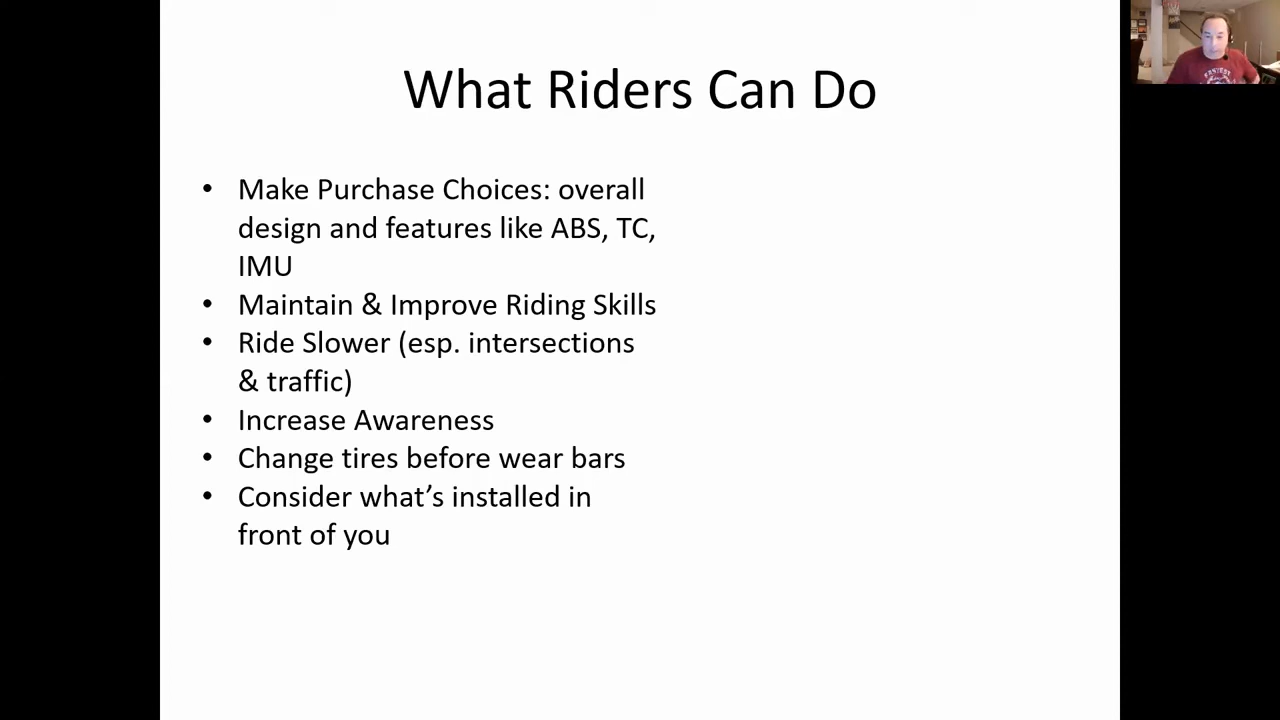 What Riders Can Do
• Make Purchase Choices: overall
design and features like ABS, TC,
IMU
• Maintain & Improve Riding Skills
• Ride Slower (esp. intersections
& traffic)
• Increase Awareness
• Change tires before wear bars
• Consider what’s installed in
front of you